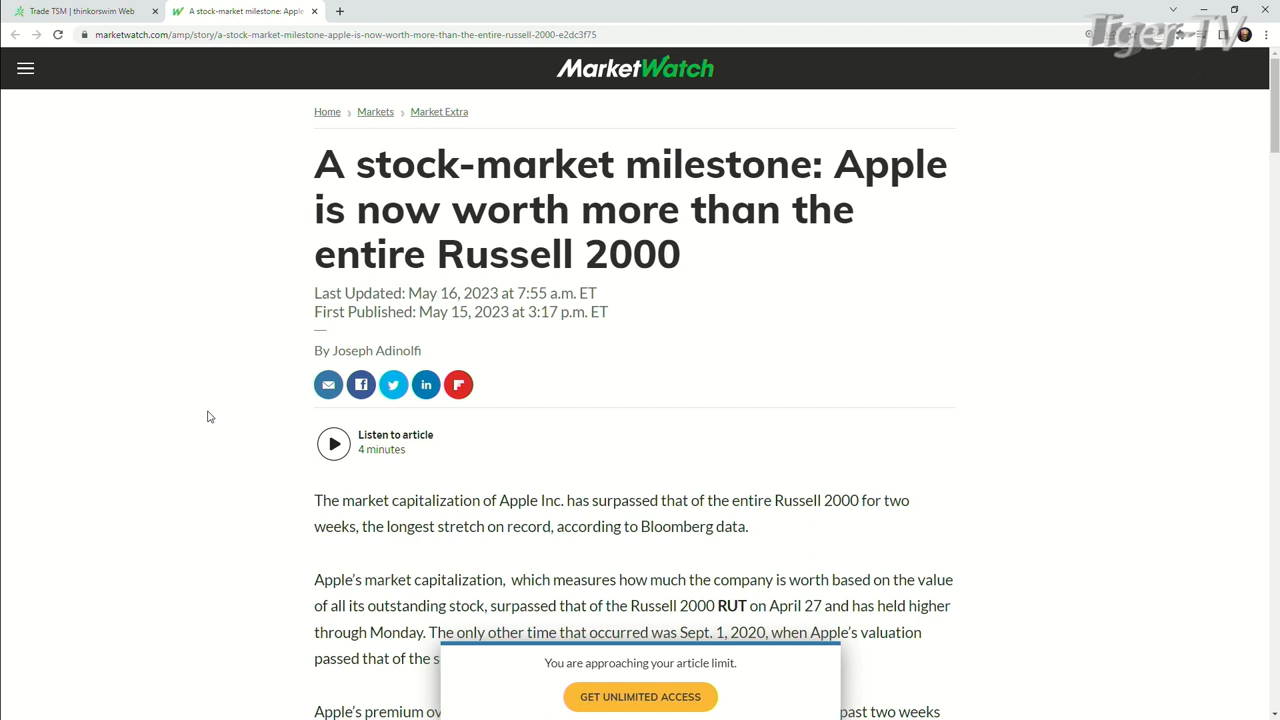 Trade TSM | thinkorswim Web
A stock-market milestone: Apple
Tiger TV
marketwatch.com/amp/story/a-stock-market-milestone-apple-is-now-worth-more-than-the-entire-russell-2000-e2dc3f75
MarketWatch
Home › Markets › Market Extra
A stock-market milestone: Apple
is now worth more than the
entire Russell 2000
Last Updated: May 16, 2023 at 7:55 a.m. ET
First Published: May 15, 2023 at 3:17 p.m. ET
By Joseph Adinolfi
Listen to article
4 minutes
The market capitalization of Apple Inc. has surpassed that of the entire Russell 2000 for two
weeks, the longest stretch on record, according to Bloomberg data.
Apple’s market capitalization, which measures how much the company is worth based on the value
of all its outstanding stock, surpassed that of the Russell 2000 RUT on April 27 and has held higher
through Monday. The only other time that occurred was Sept. 1, 2020, when Apple’s valuation
passed that of the s
You are approaching your article limit.
GET UNLIMITED ACCESS
Apple’s premium ov
past two weeks